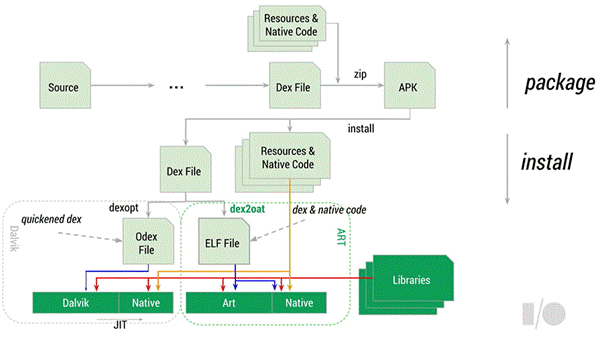 Resources &
Native Code
Source
...
Dex File
zip
APK
package
install
Dex File
Resources &
Native Code
install
dexopt
dex2oat
quickened dex
dex & native code
Dalvik
Odex
File
ELF File
ART
Libraries
Dalvik
Native
Art
Native
JIT
I/O